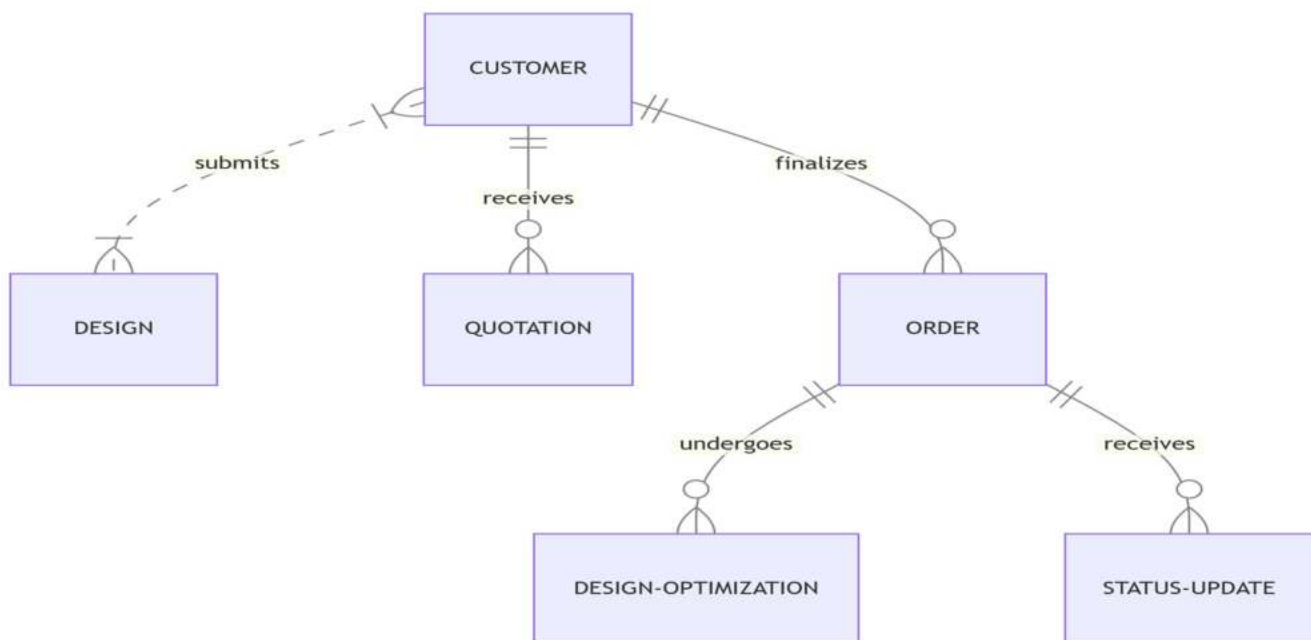 CUSTOMER
submits
finalizes
receives
DESIGN
QUOTATION
ORDER
undergoes
receives
DESIGN-OPTIMIZATION
STATUS-UPDATE